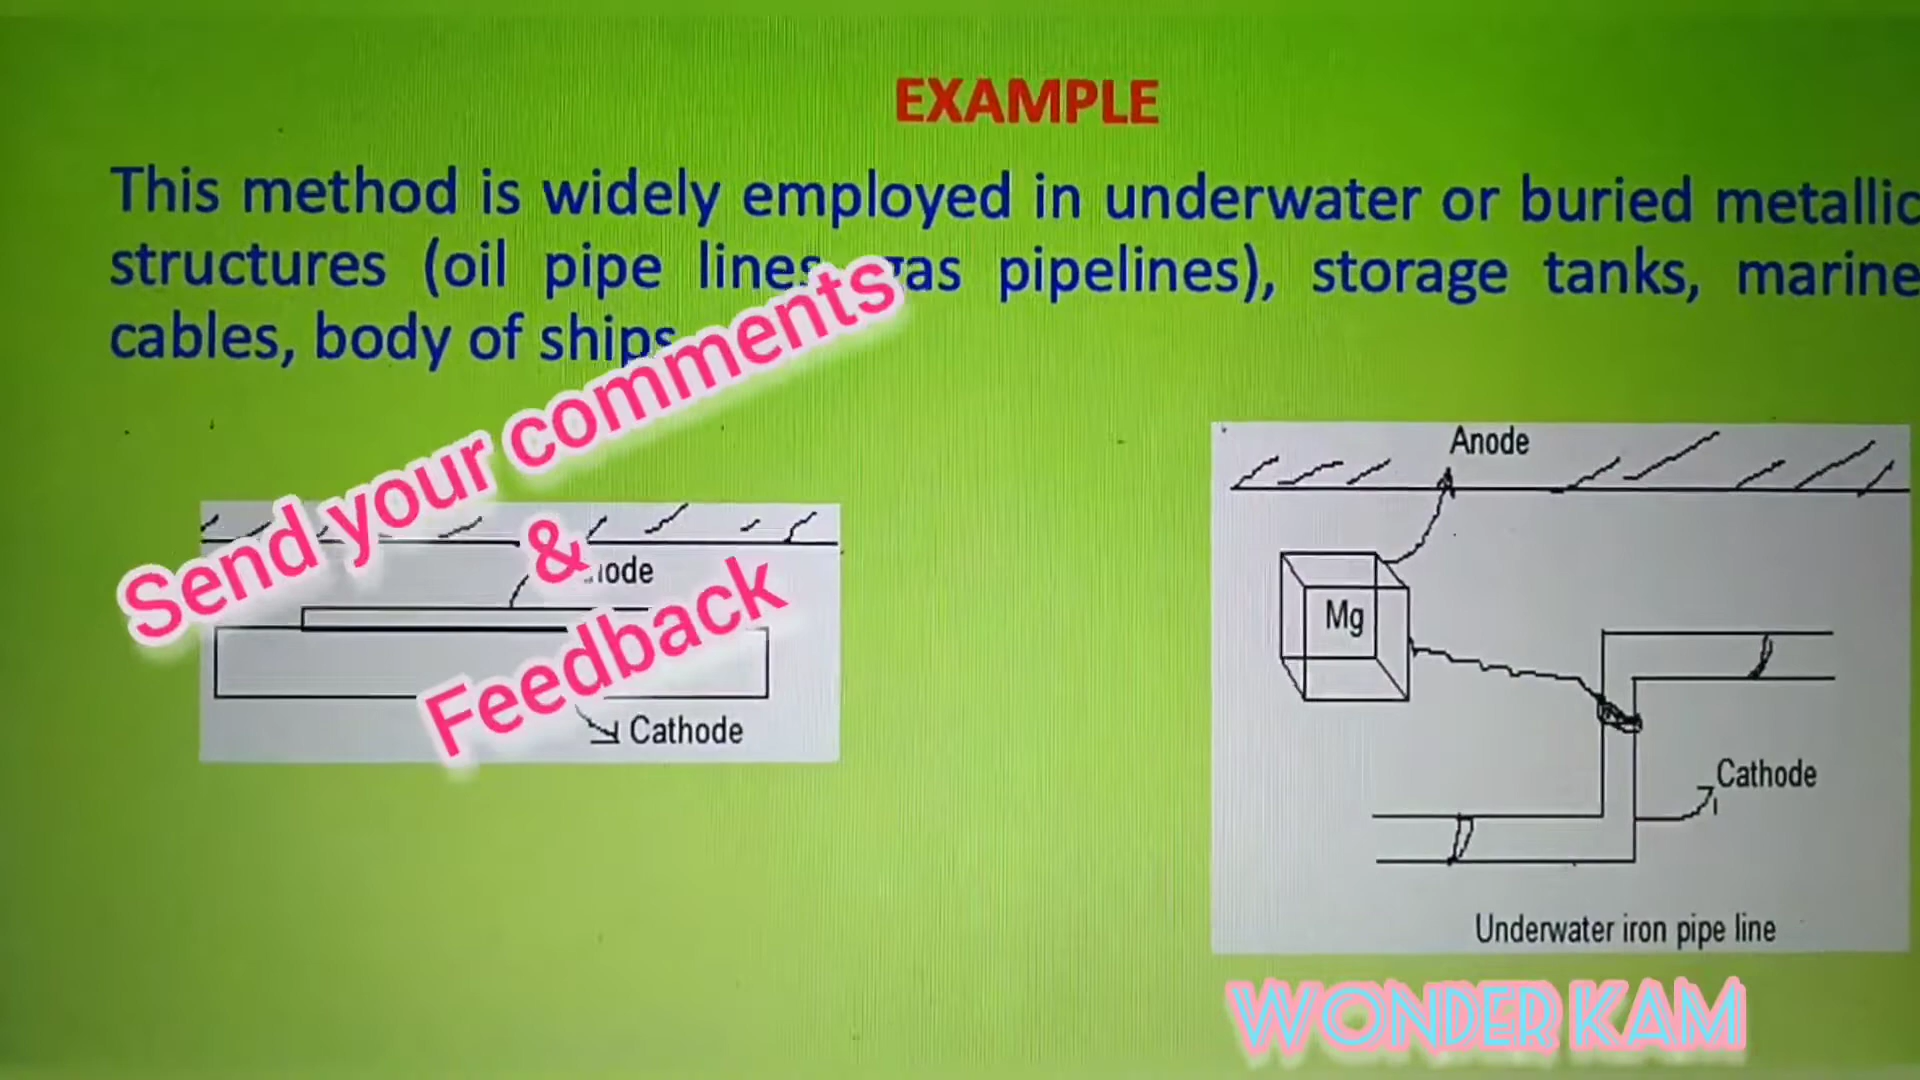 EXAMPLE
This method is widely employed in underwater or buried metallic
structures (oil pipe lines gas pipelines), storage tanks, marine
cables, body of ships
Send your comments
&
Feedback
Cathode
Anode
Mg
Cathode
Underwater iron pipe line
WONDER KAM